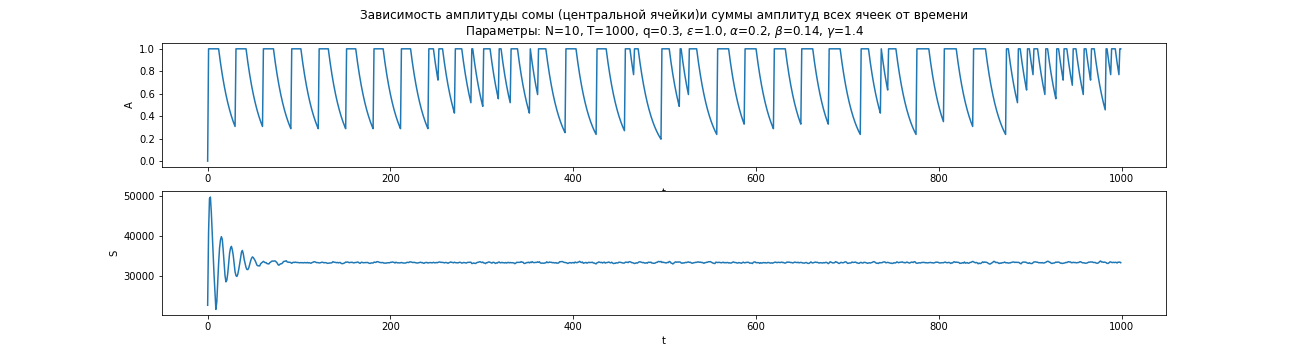 Зависимость амплитуды сомы (центральной ячейки)и суммы амплитуд всех ячеек от времени
Параметры: N=10, T=1000, q=0.3, ε=1.0, α=0.2, β=0.14, γ=1.4
1.0
0.8
0.6
0.4
0.2
0.0
A
0 200 400 600 800 1000
50000
40000
30000
S
0 200 400 600 800 1000
t